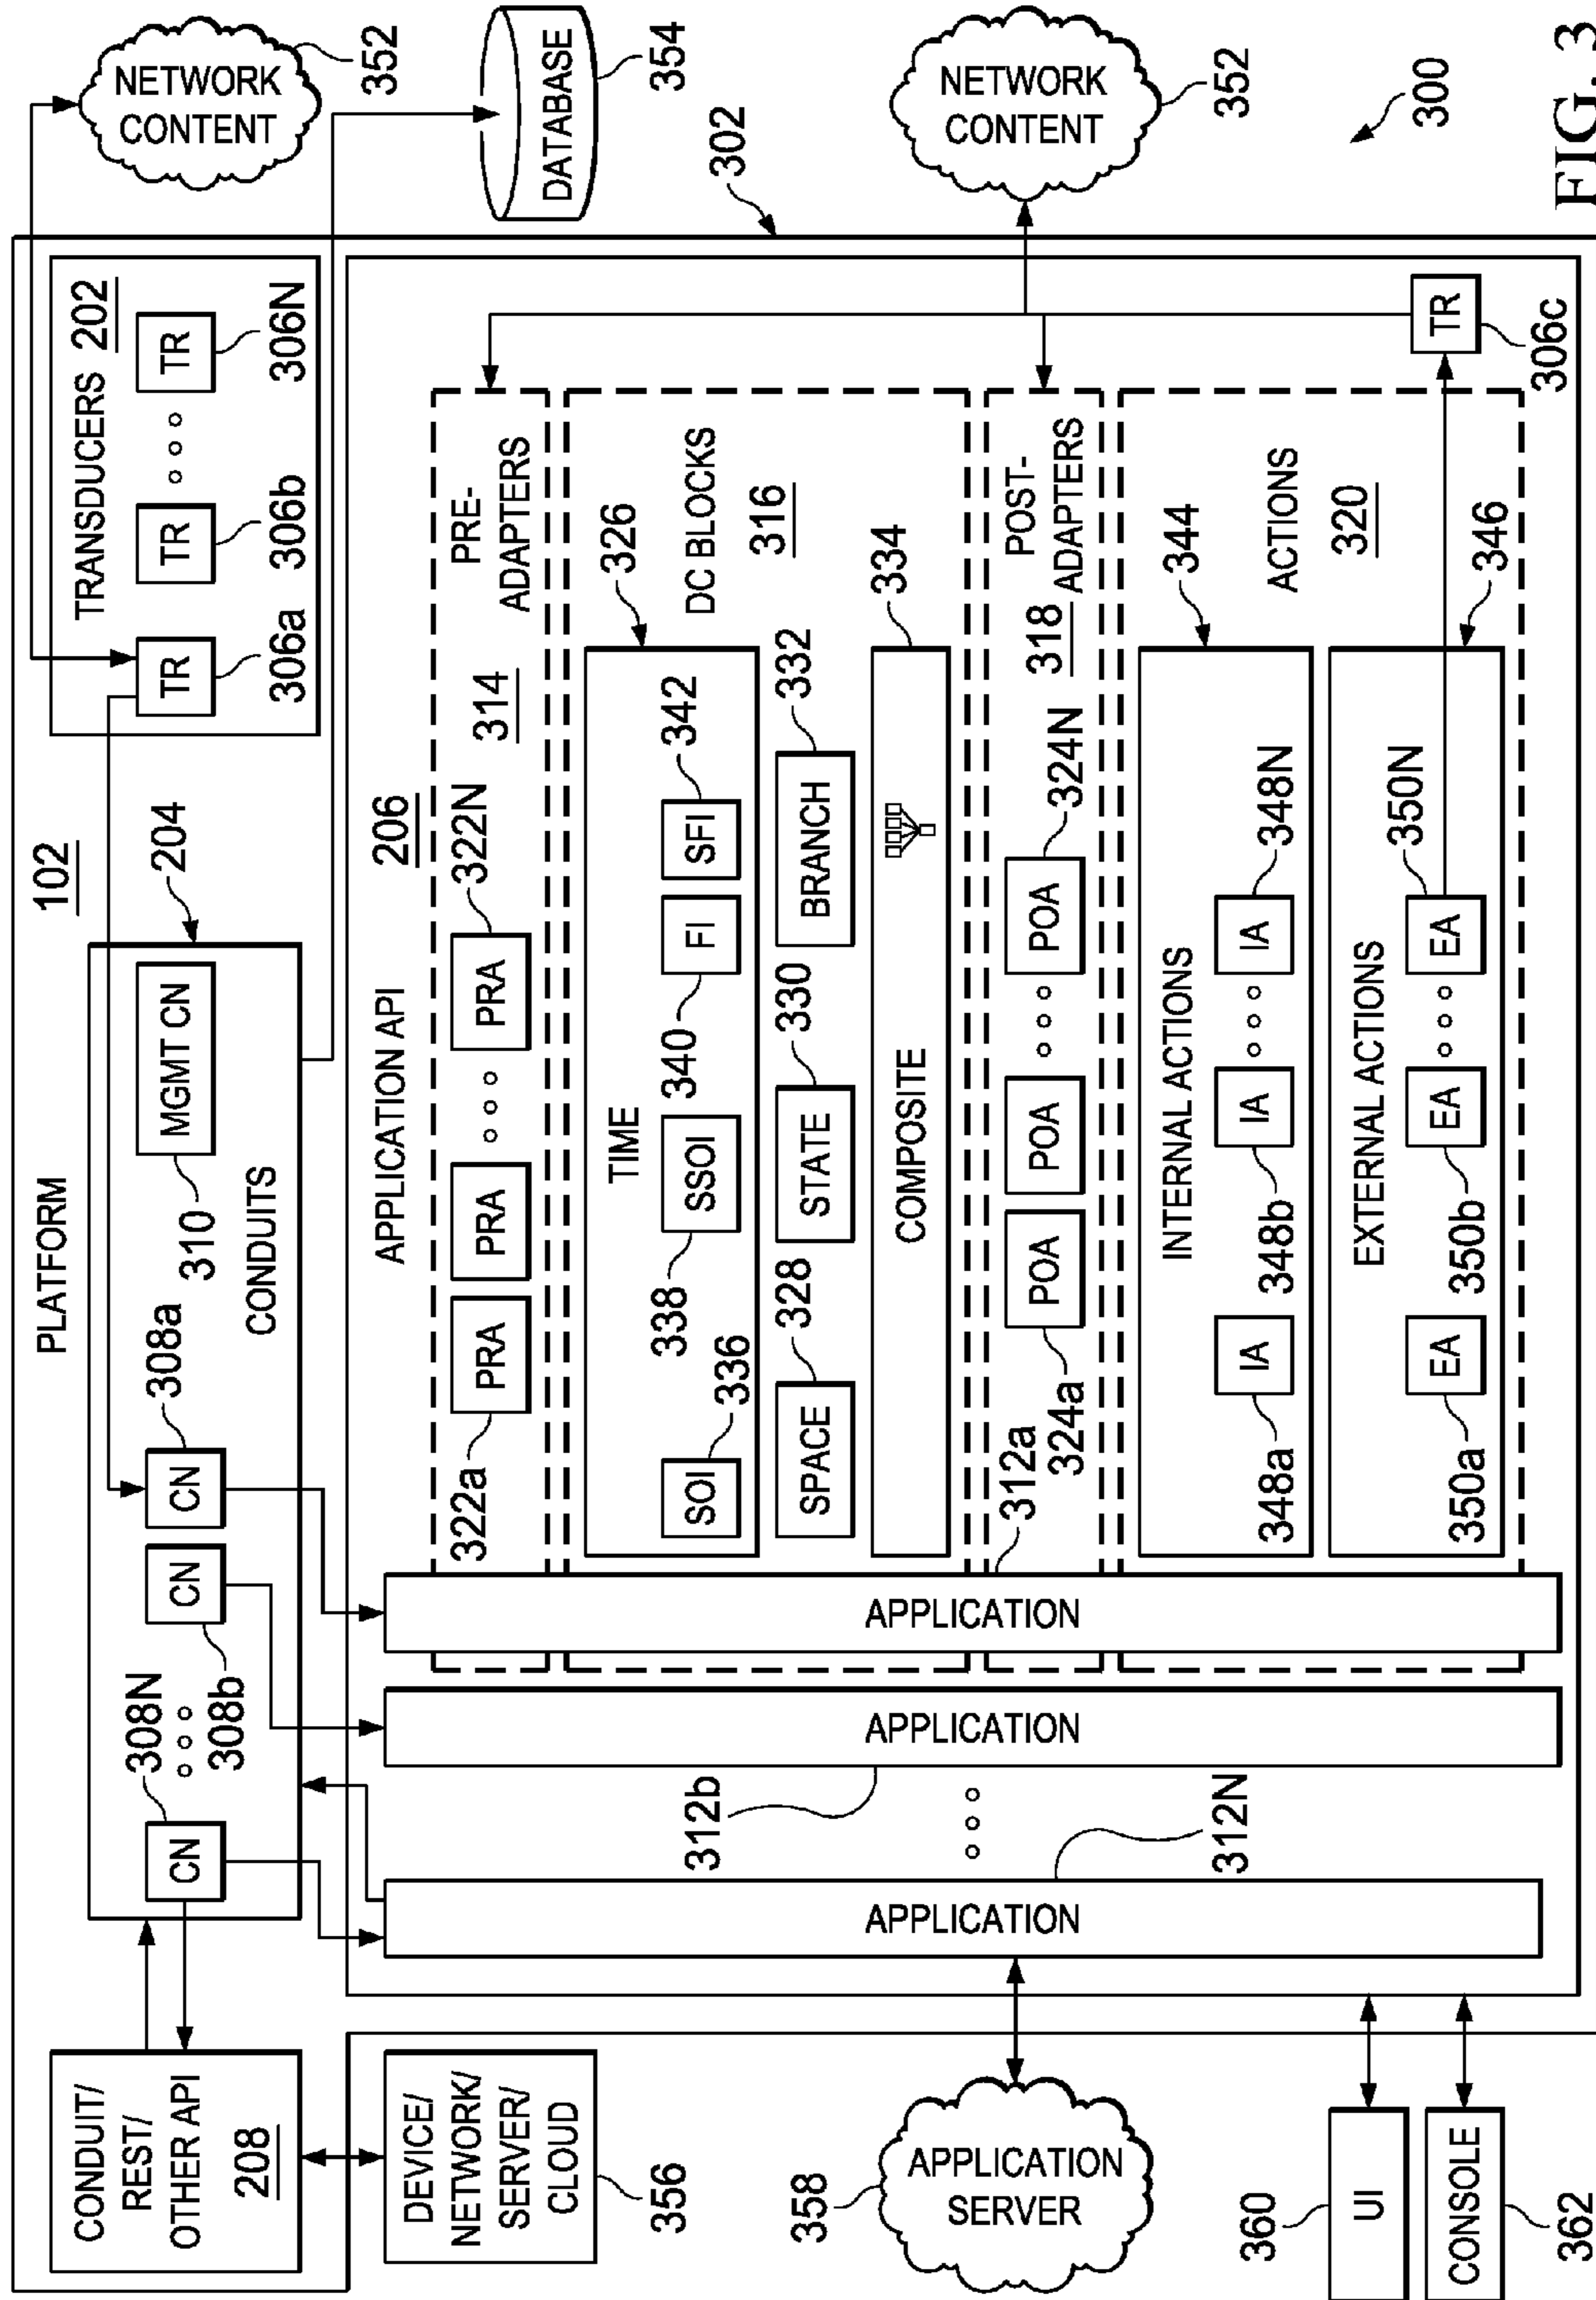 PLATFORM
102
CONDUIT/
REST/
OTHER API
208
308N
CN
308b
CN
308a
CN
310
MGMT CN
CONDUITS
204
TRANSDUCERS 202
TR
TR
TR
306a
306b
306N
NETWORK
CONTENT
352
DATABASE
354
302
DEVICE/
NETWORK/
SERVER/
CLOUD
356
APPLICATION API
206
322a
PRA
PRA
PRA
322N
314
PRE-
ADAPTERS
TIME
326
SOI
336
338
SSOI
340
FI
SFI
342
DC BLOCKS
316
SPACE
328
STATE
330
BRANCH
332
COMPOSITE
334
312b
APPLICATION
APPLICATION
APPLICATION
312N
312a
324a
POA
POA
POA
324N
318
POST-
ADAPTERS
NETWORK
CONTENT
352
358
APPLICATION
SERVER
INTERNAL ACTIONS
344
IA
IA
IA
348a
348b
348N
ACTIONS
320
EXTERNAL ACTIONS
346
EA
EA
EA
350a
350b
350N
TR
306c
360
UI
CONSOLE
362
300
FIG. 3